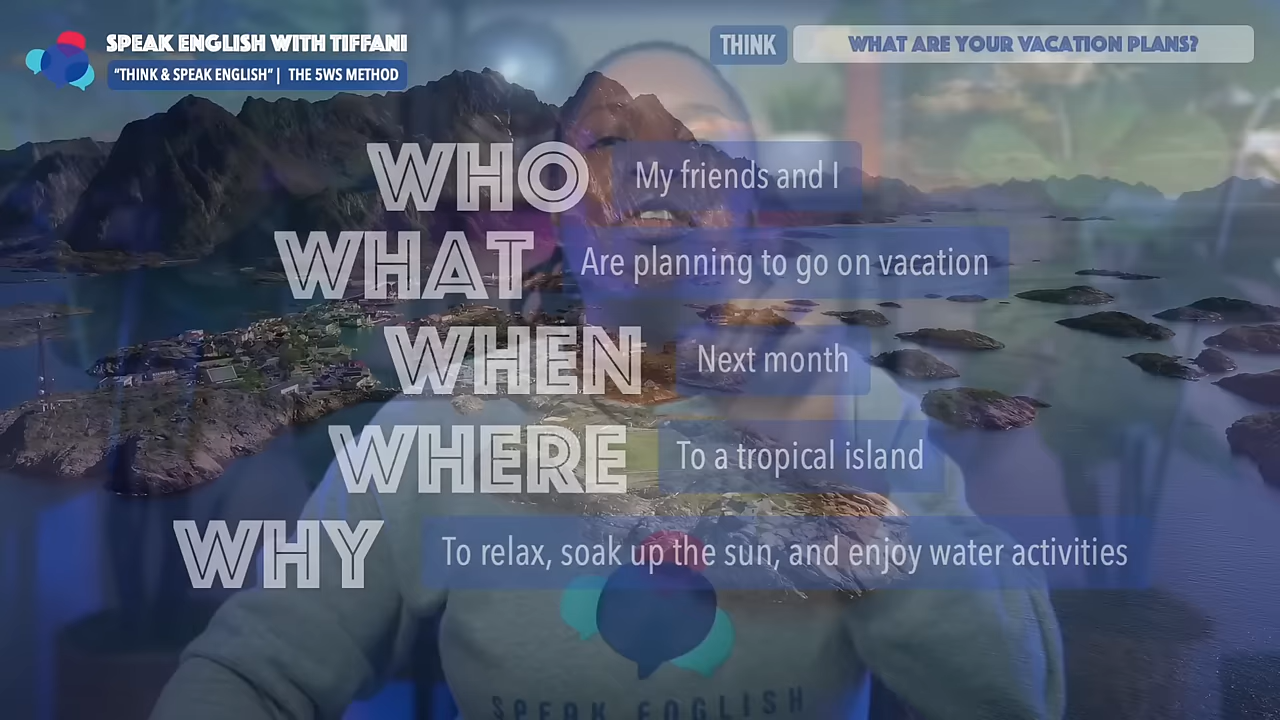 SPEAK ENGLISH WITH TIFFANI
"THINK & SPEAK ENGLISH" | THE 5WS METHOD
THINK
WHAT ARE YOUR VACATION PLANS?
WHO
My friends and I
WHAT
Are planning to go on vacation
WHEN
Next month
WHERE
To a tropical island
WHY
To relax, soak up the sun, and enjoy water activities
SPEAK ENGLISH